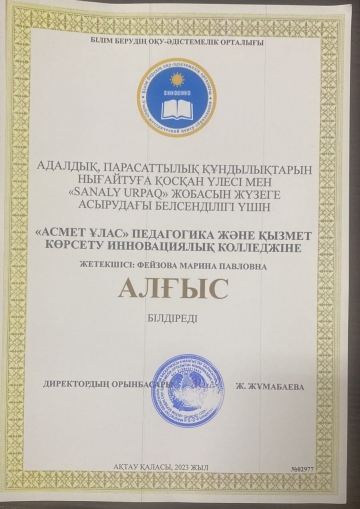 БІЛІМ БЕРУДІҢ ОҚУ-ӘДІСТЕМЕЛІК ОРТАЛЫҒЫ
АДАЛДЫҚ, ПАРАСАТТЫЛЫҚ ҚҰНДЫЛЫҚТАРЫН
НЫҒАЙТУҒА ҚОСҚАН ҮЛЕСІ МЕН
«SANALY URPAQ» ЖОБАСЫН ЖҮЗЕГЕ
АСЫРУДАҒЫ БЕЛСЕНДІЛІГІ ҮШІН
«АСМЕТ ҰЛАС» ПЕДАГОГИКА ЖӘНЕ ҚЫЗМЕТ
КӨРСЕТУ ИННОВАЦИЯЛЫҚ КОЛЛЕДЖІНЕ
ЖЕТЕКШІСІ: ФЕЙЗОВА МАРИНА ПАВЛОВНА
АЛҒЫС
БІЛДІРЕДІ
ДИРЕКТОРДЫҢ ОРЫНБАСАРЫ Ж. ЖҰМАБАЕВА
АҚТАУ ҚАЛАСЫ, 2023 ЖЫЛ №02977